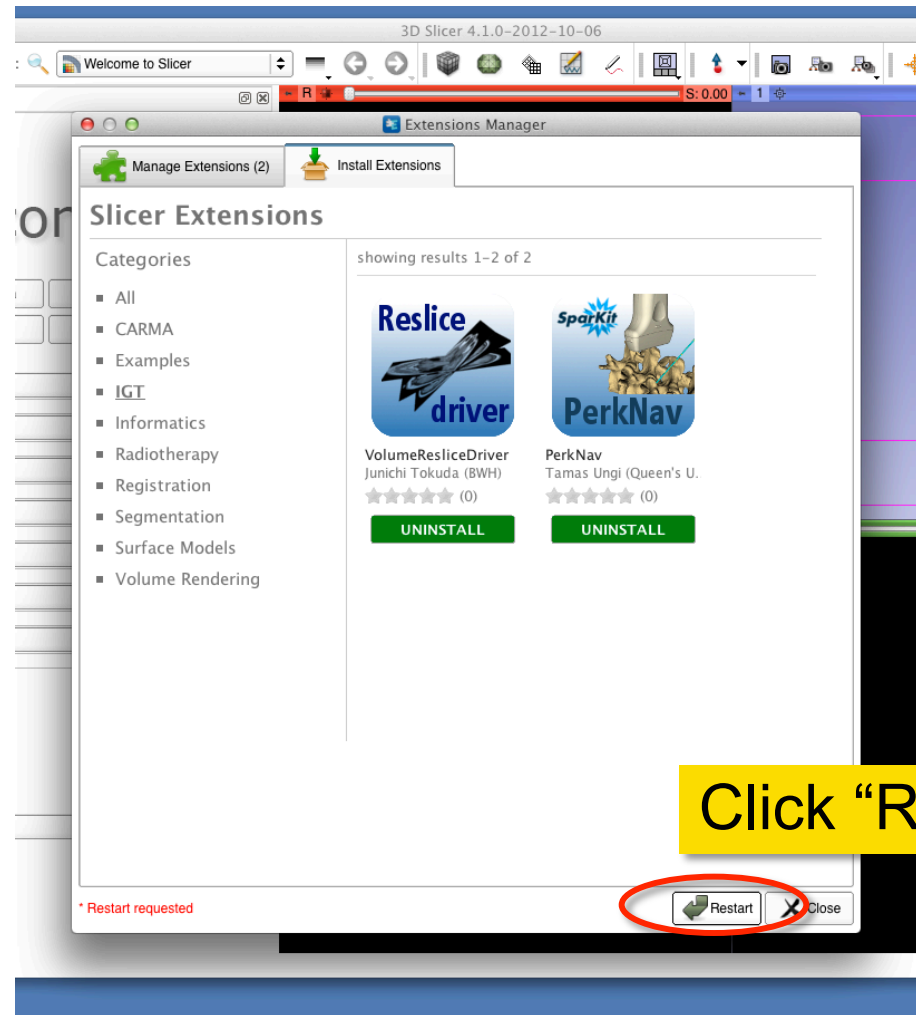 3D Slicer 4.1.0-2012-10-06
: Welcome to Slicer
R S: 0.00 1
Extensions Manager
Manage Extensions (2) Install Extensions
Slicer Extensions
Categories
All
CARMA
Examples
IGT
Informatics
Radiotherapy
Registration
Segmentation
Surface Models
Volume Rendering
showing results 1-2 of 2
Reslice
driver
VolumeResliceDriver
Junichi Tokuda (BWH)
(0)
UNINSTALL
SparKit
PerkNav
PerkNav
Tamas Ungi (Queen's U.
(0)
UNINSTALL
Click “R
* Restart requested
Restart Close